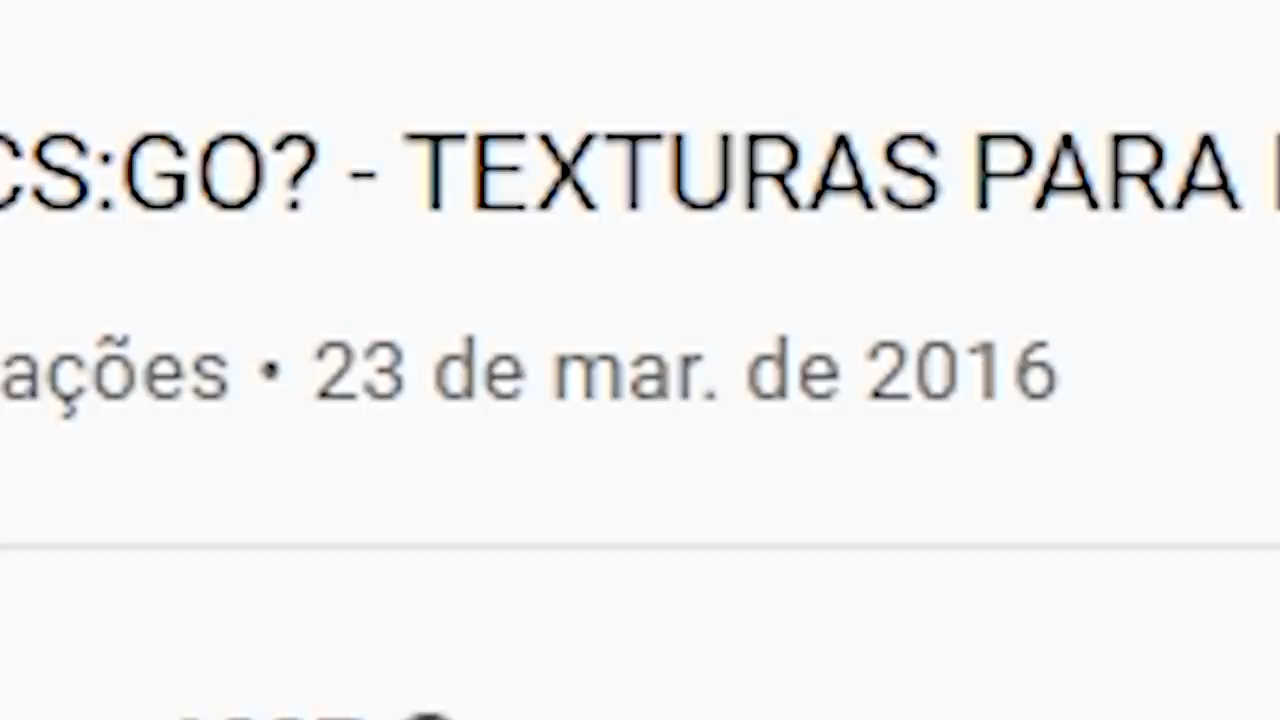 CS:GO? - TEXTURAS PARA
ações • 23 de mar. de 2016